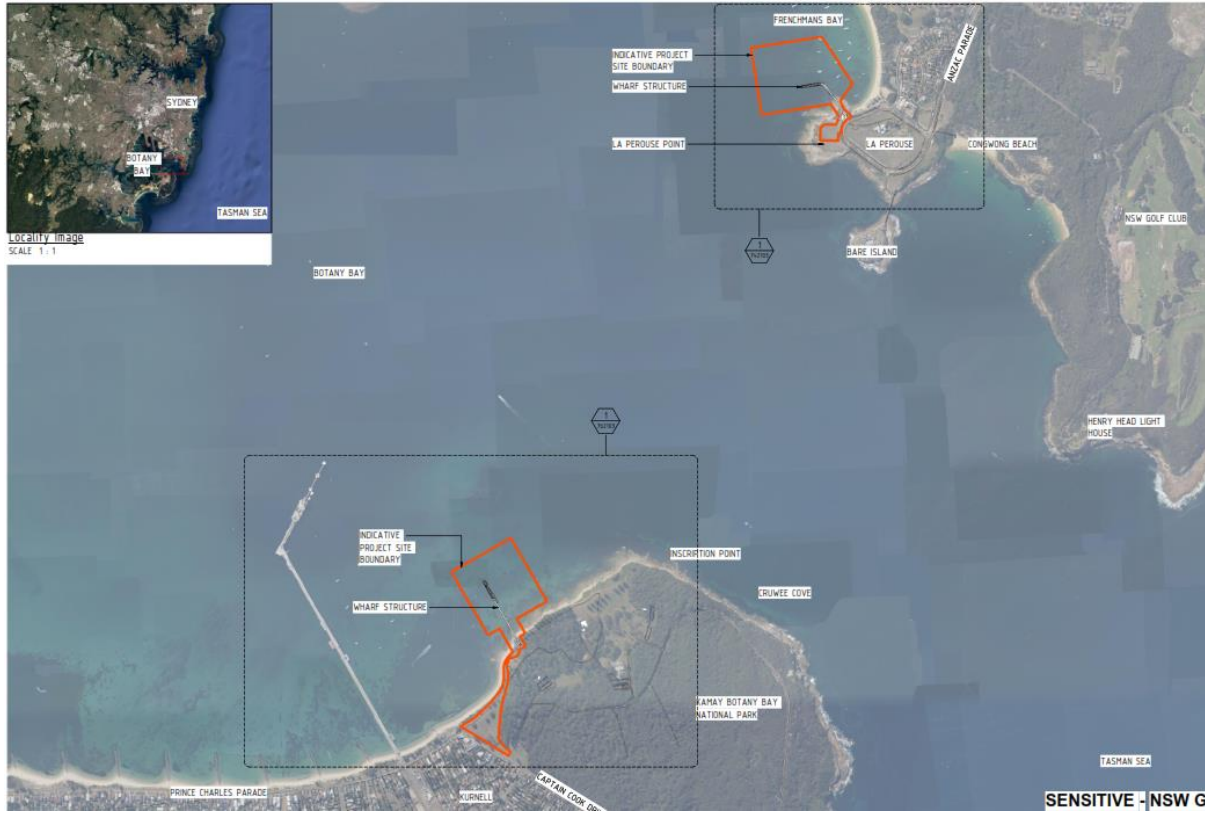 FRENCHMANS BAY
INDICATIVE PROJECT
SITE BOUNDARY
WHARF STRUCTURE
ANZAC PARADE
LA PEROUSE POINT
LA PEROUSE
CONGWONG BEACH
SYDNEY
BOTANY
BAY
TASMAN SEA
Locality Image
SCALE 1 : 1
NSW GOLF CLUB
1
BARE ISLAND
BOTANY BAY
1
HENRY HEAD LIGHT
HOUSE
INDICATIVE
PROJECT SITE
BOUNDARY
INSCRIPTION POINT
CRUWEE COVE
WHARF STRUCTURE
KAMAY BOTANY BAY
NATIONAL PARK
TASMAN SEA
PRINCE CHARLES PARADE
KURNELL
CAPTAIN COOK DR
SENSITIVE - NSW G